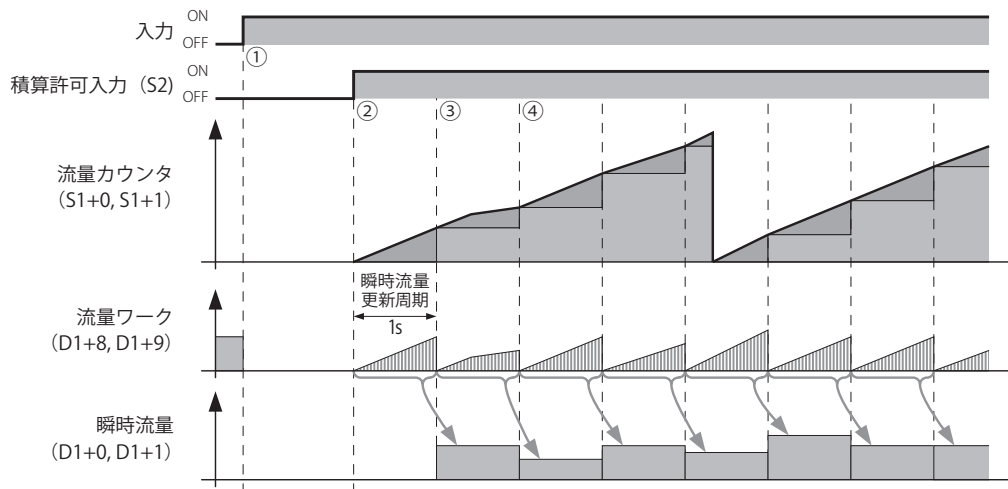 ON
入力
OFF
①
ON
積算許可入力（S2）
OFF
②
③
④
流量カウンタ
（S1+0, S1+1）
瞬時流量
更新周期
1s
流量ワーク
（D1+8, D1+9）
瞬時流量
（D1+0, D1+1）